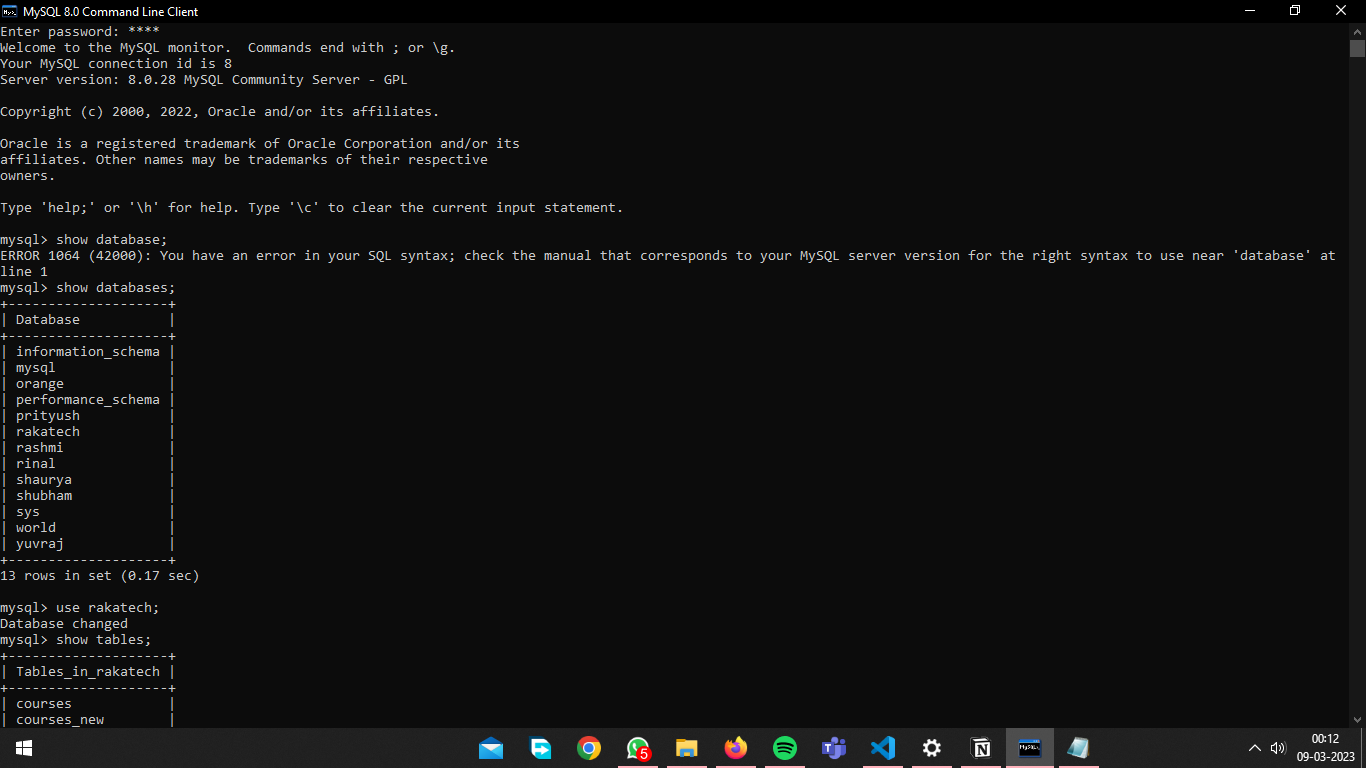 MySQL 8.0 Command Line Client
Enter password: ****
Welcome to the MySQL monitor.  Commands end with ; or \g.
Your MySQL connection id is 8
Server version: 8.0.28 MySQL Community Server - GPL
Copyright (c) 2000, 2022, Oracle and/or its affiliates.
Oracle is a registered trademark of Oracle Corporation and/or its
affiliates. Other names may be trademarks of their respective
owners.
Type 'help;' or '\h' for help. Type '\c' to clear the current input statement.
mysql> show database;
ERROR 1064 (42000): You have an error in your SQL syntax; check the manual that corresponds to your MySQL server version for the right syntax to use near 'database' at
line 1
mysql> show databases;
+--------------------+
| Database           |
+--------------------+
| information_schema |
| mysql              |
| orange             |
| performance_schema |
| prityush           |
| rakatech           |
| rashmi             |
| rinal              |
| shaurya            |
| shubham            |
| sys                |
| world              |
| yuvraj             |
+--------------------+
13 rows in set (0.17 sec)
mysql> use rakatech;
Database changed
mysql> show tables;
+--------------------+
| Tables_in_rakatech |
+--------------------+
| courses            |
| courses_new        |
5
00:12
09-03-2023